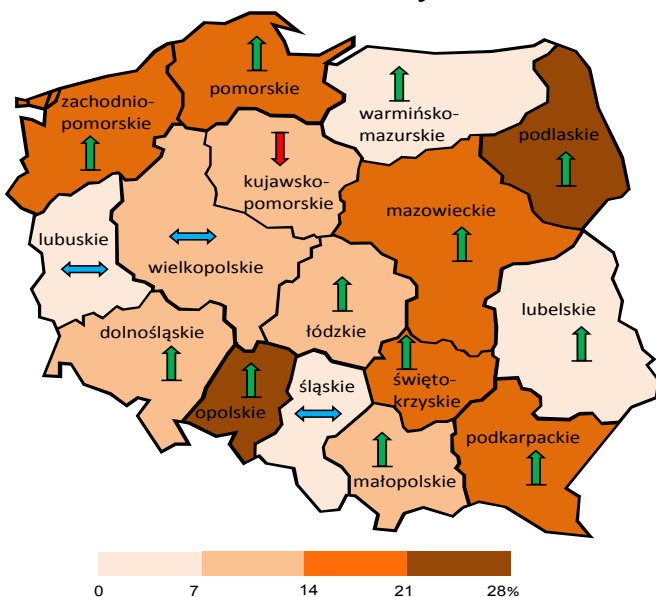 pomorskie
zachodnio-
pomorskie
warmińsko-
mazurskie
podlaskie
kujawsko-
pomorskie
mazowieckie
lubuskie
wielkopolskie
lubelskie
dolnośląskie
łódzkie
śląskie
święto-
krzyskie
opolskie
podkarpackie
małopolskie
0 7 14 21 28%